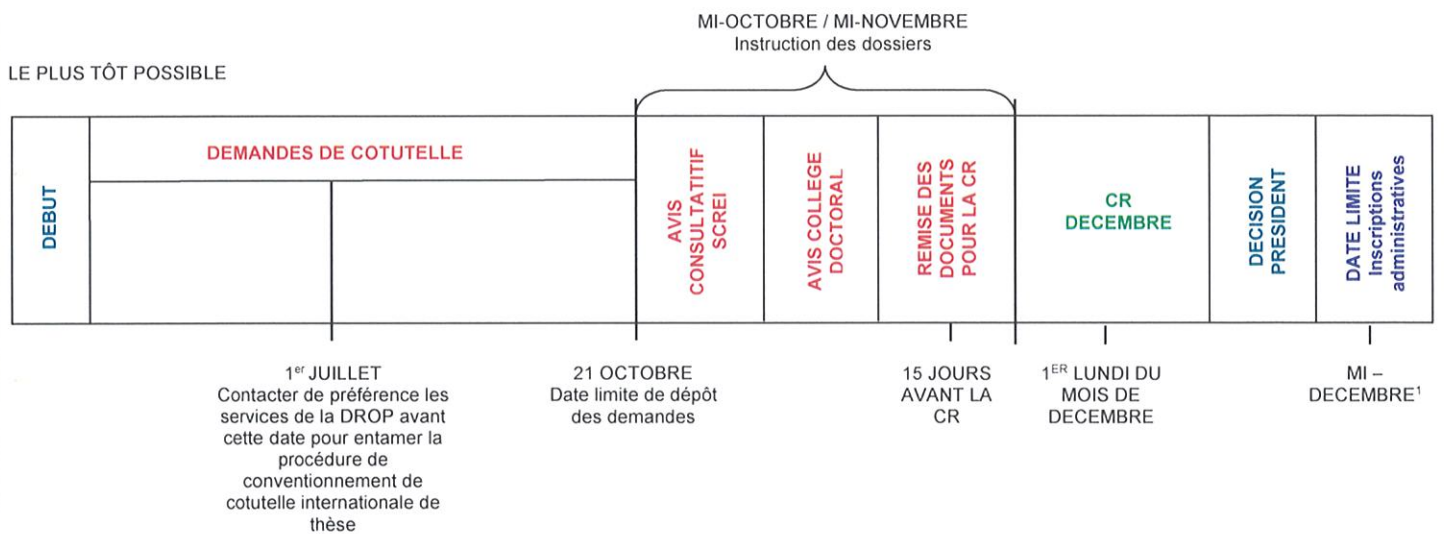 MI-OCTOBRE / MI-NOVEMBRE
Instruction des dossiers
LE PLUS TÔT POSSIBLE
DEBUT
DEMANDES DE COTUTELLE
AVIS
CONSULTATITIF
SCREI
AVIS COLLEGE
DOCTORAL
REMISE DES
DOCUMENTS
POUR LA CR
CR
DECEMBRE
DECISION
PRESIDENT
DATE LIMITE
Inscriptions
administratives
1er JUILLET
Contacter de préférence les
services de la DROP avant
cette date pour entamer la
procédure de
conventionnement de
cotutelle internationale de
thèse
21 OCTOBRE
Date limite de dépôt
des demandes
15 JOURS
AVANT LA
CR
1ER LUNDI DU
MOIS DE
DECEMBRE
MI –
DECEMBRE1